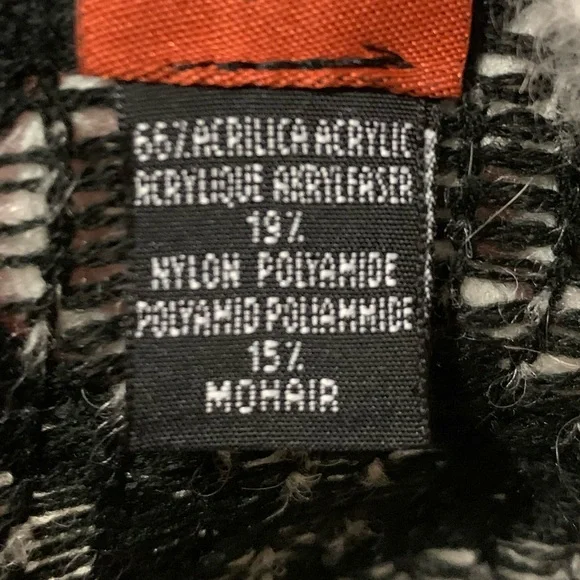 66% ACRILICA ACRYLIC
ACRYLIQUE AKRYLFASER
19%
NYLON POLYAMIDE
POLYAMID POLIAMMIDE
15%
MOHAIR